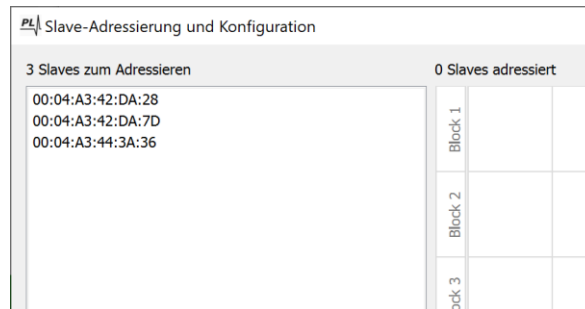 PL Slave-Adressierung und Konfiguration
3 Slaves zum Adressieren
0 Slaves adressiert
00:04:A3:42:DA:28
00:04:A3:42:DA:7D
00:04:A3:44:3A:36
Block 1
Block 2
ock 3